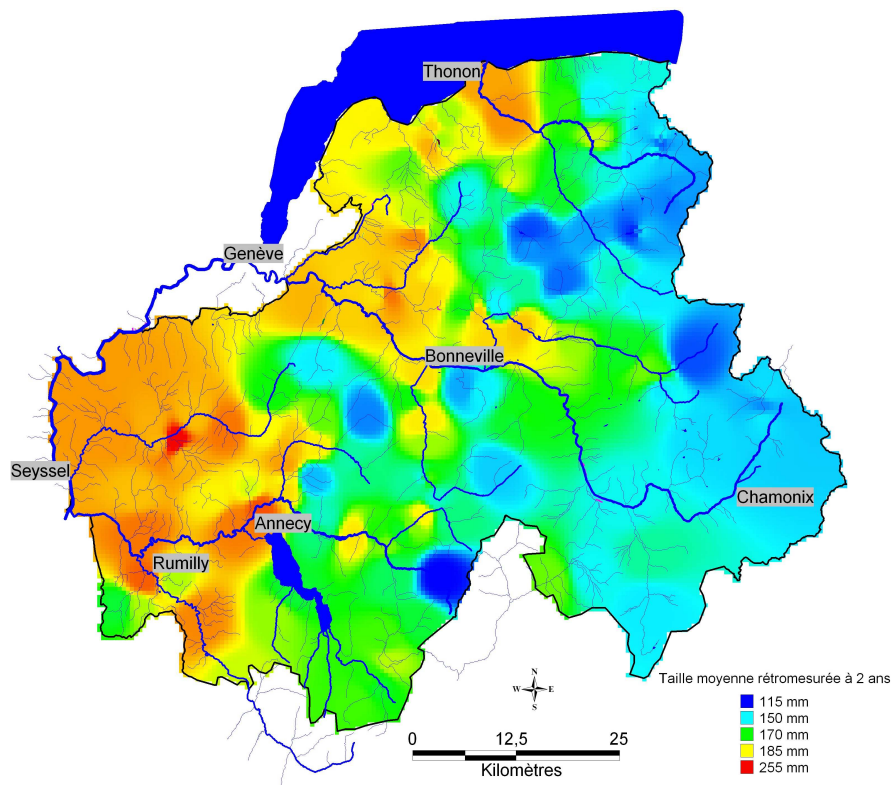 Thonon
Genève
Bonneville
Seyssel
Chamonix
Annecy
Rumilly
N
W E
S
Taille moyenne rétromesurée à 2 ans
115 mm
150 mm
170 mm
185 mm
255 mm
0 12,5 25
Kilomètres